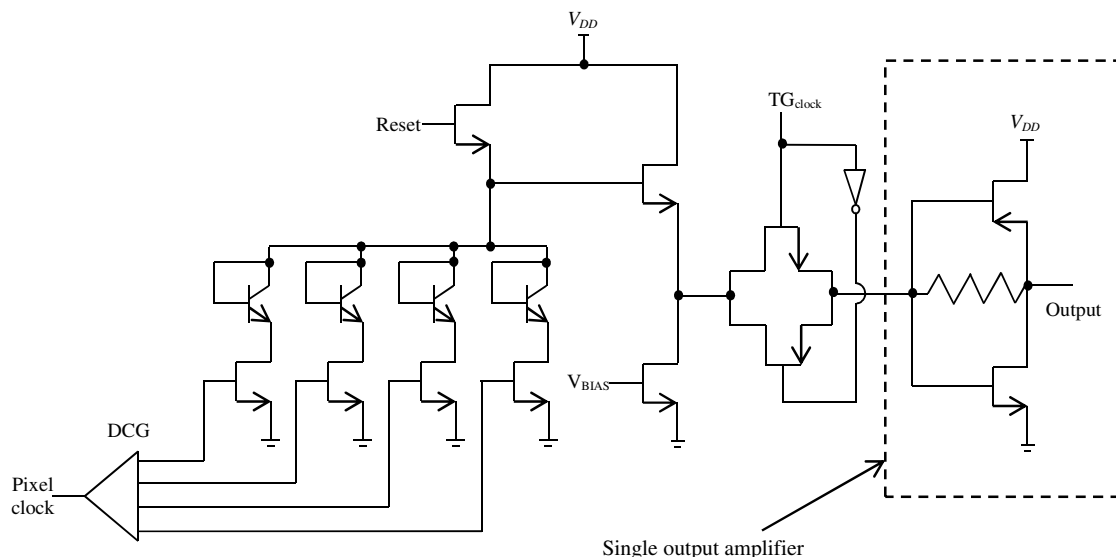 V_DD
Reset
TG_clock
V_DD
Output
V_BIAS
DCG
Pixel
clock
Single output amplifier